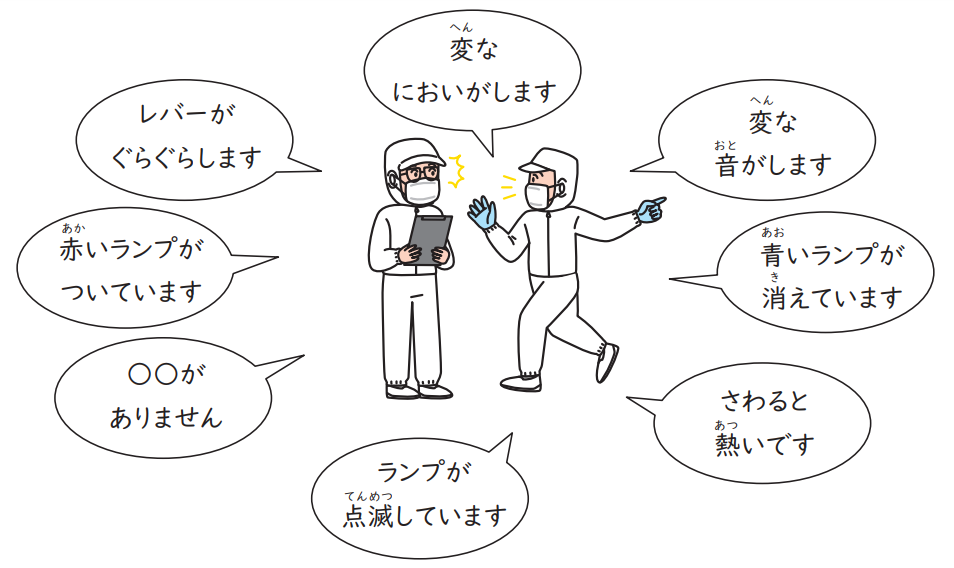 変な
においがします
レバーが
ぐらぐらします
変な
音がします
赤いランプが
ついています
青いランプが
消えています
〇〇が
ありません
さわると
熱いです
ランプが
点滅しています